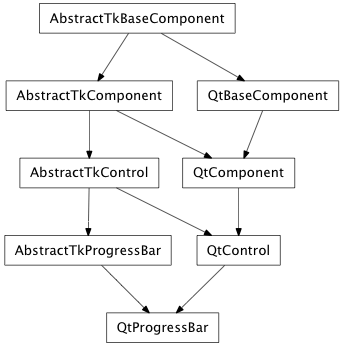 AbstractTkBaseComponent
AbstractTkComponent
QtBaseComponent
AbstractTkControl
QtComponent
AbstractTkProgressBar
QtControl
QtProgressBar